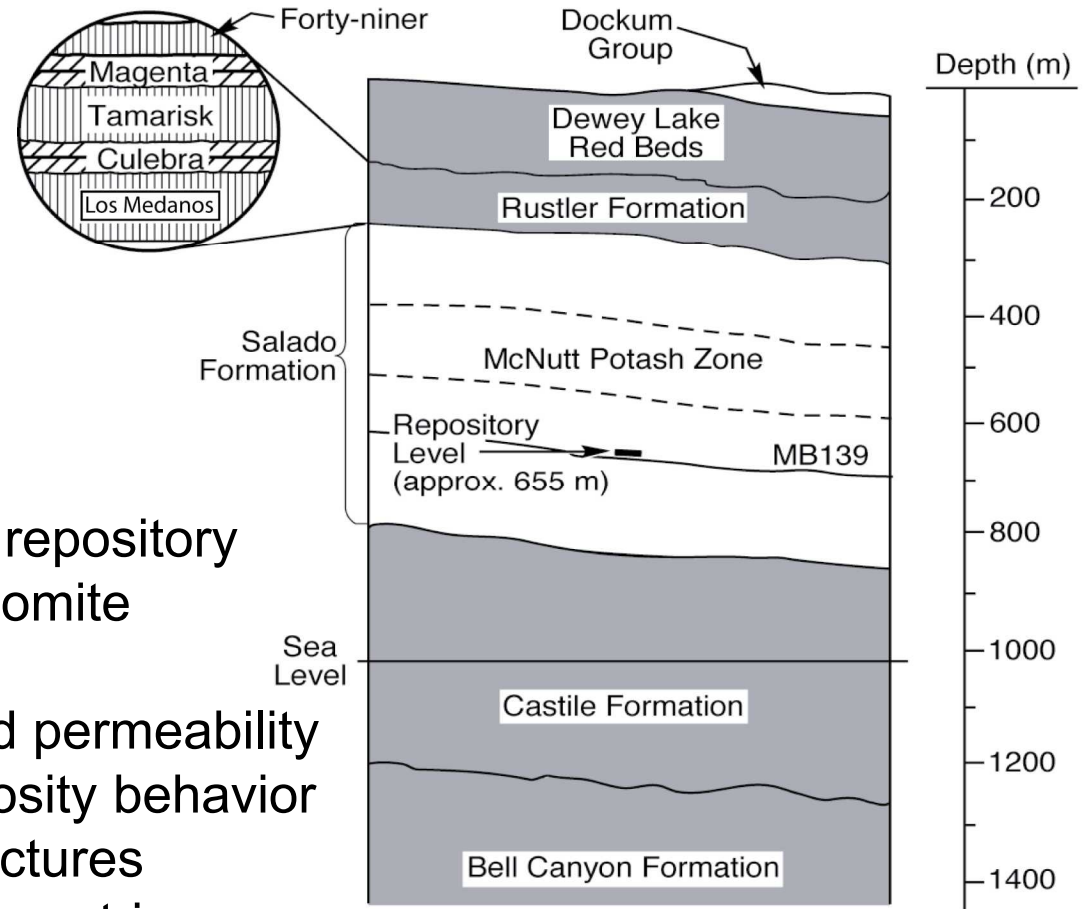 Forty-niner
Magenta
Tamarisk
Culebra
Los Medanos
Dockum
Group
Depth (m)
Dewey Lake
Red Beds
200
Rustler Formation
400
Salado
Formation
McNutt Potash Zone
600
Repository
Level
(approx. 655 m)
MB139
repository
omite
800
Sea
Level
1000
d permeability
osity behavior
ctures
Castile Formation
1200
Bell Canyon Formation
1400